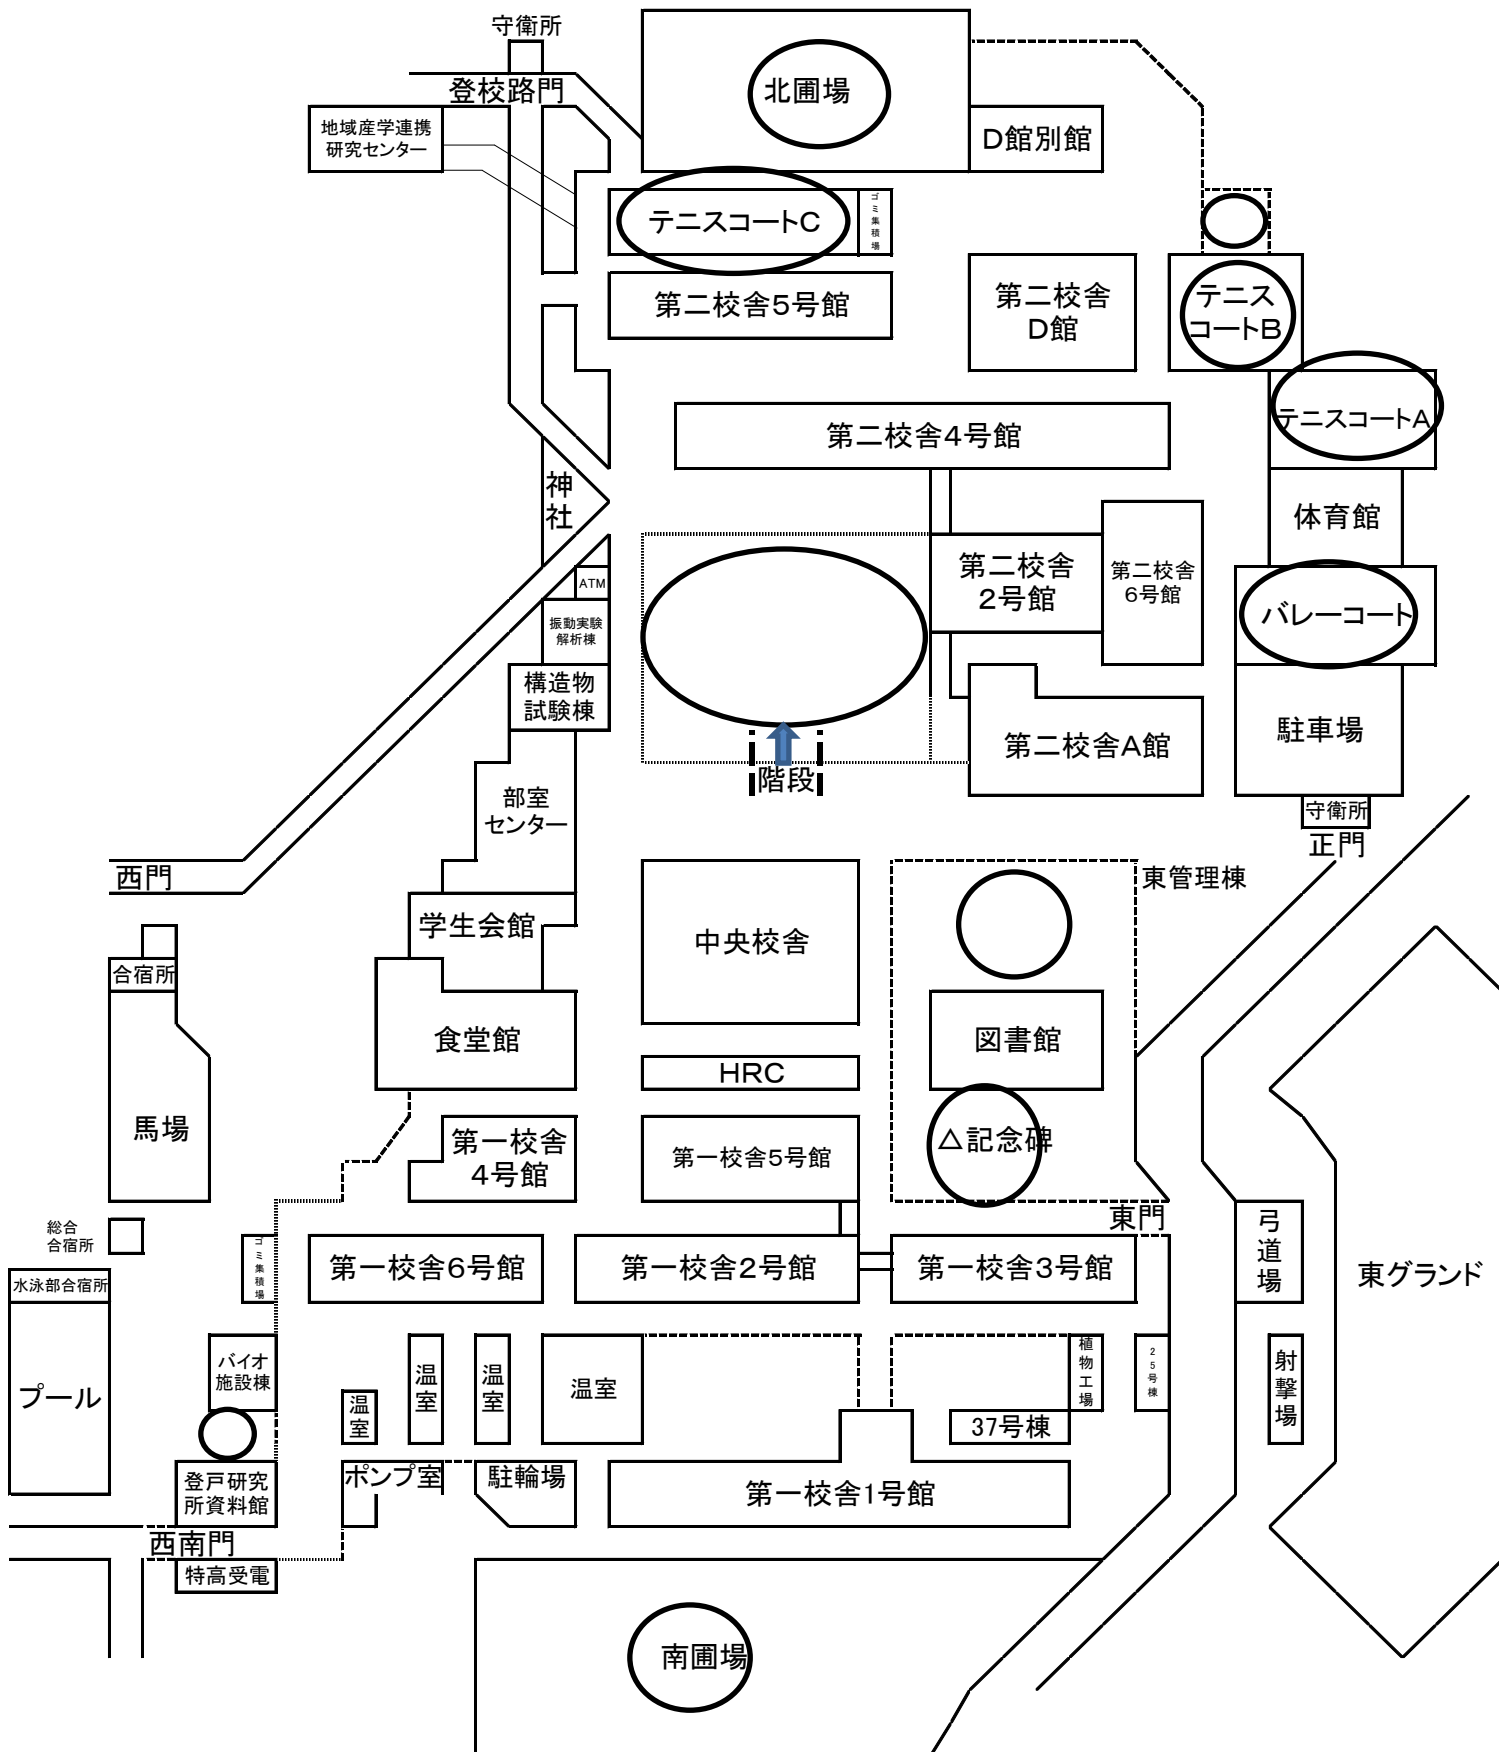 守衛所
登校路門
北圃場
地域産学連携
研究センター
D館別館
テニスコートC
ゴミ集積場
第二校舎5号館
第二校舎
D館
テニス
コートB
テニスコートA
第二校舎4号館
神社
体育館
第二校舎
2号館
第二校舎
6号館
ATM
バレーコート
振動実験
解析棟
構造物
試験棟
第二校舎A館
駐車場
階段
部室
センター
守衛所
正門
西門
東管理棟
学生会館
中央校舎
合宿所
食堂館
図書館
HRC
馬場
第一校舎
4号館
第一校舎5号館
△記念碑
東門
総合
合宿所
ゴミ集積場
第一校舎6号館
第一校舎2号館
第一校舎3号館
弓道場
東グランド
水泳部合宿所
プール
バイオ
施設棟
温室
温室
温室
温室
植物工場
25号棟
射撃場
37号棟
登戸研究
所資料館
ポンプ室
駐輪場
第一校舎1号館
西南門
特高受電
南圃場